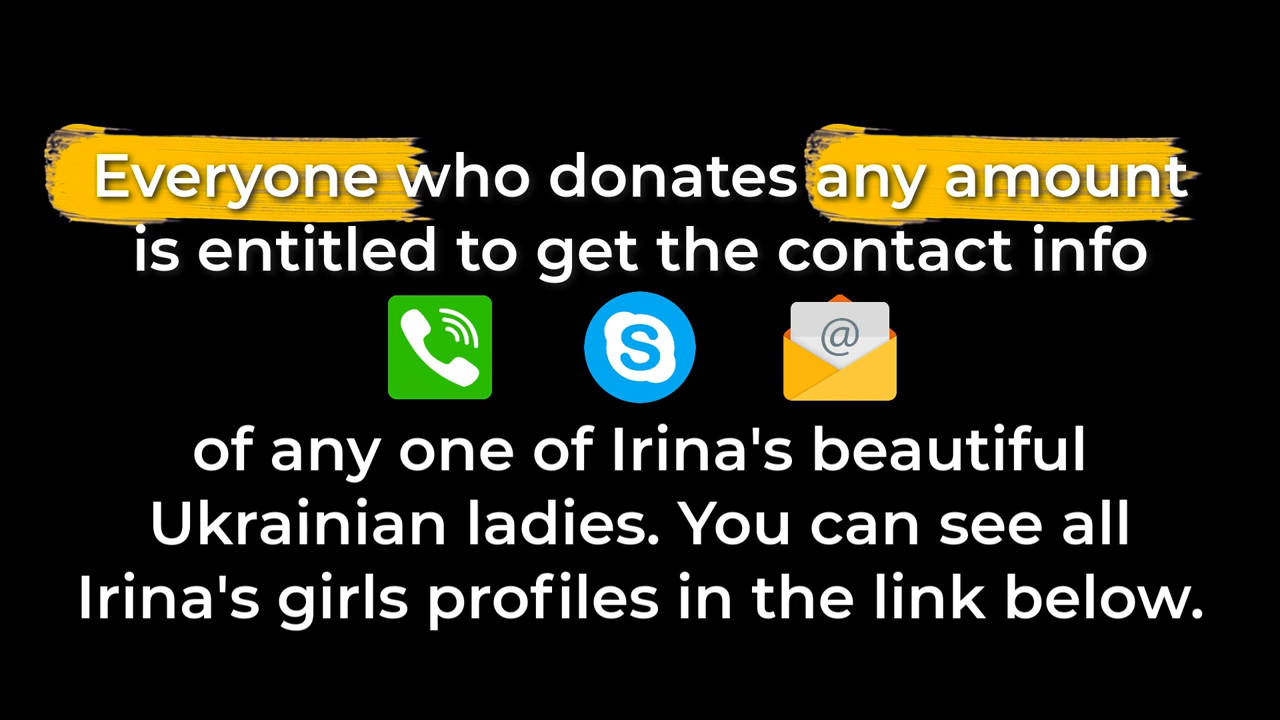 Everyone who donates any amount
is entitled to get the contact info
S
@
of any one of Irina's beautiful
Ukrainian ladies. You can see all
Irina's girls profiles in the link below.